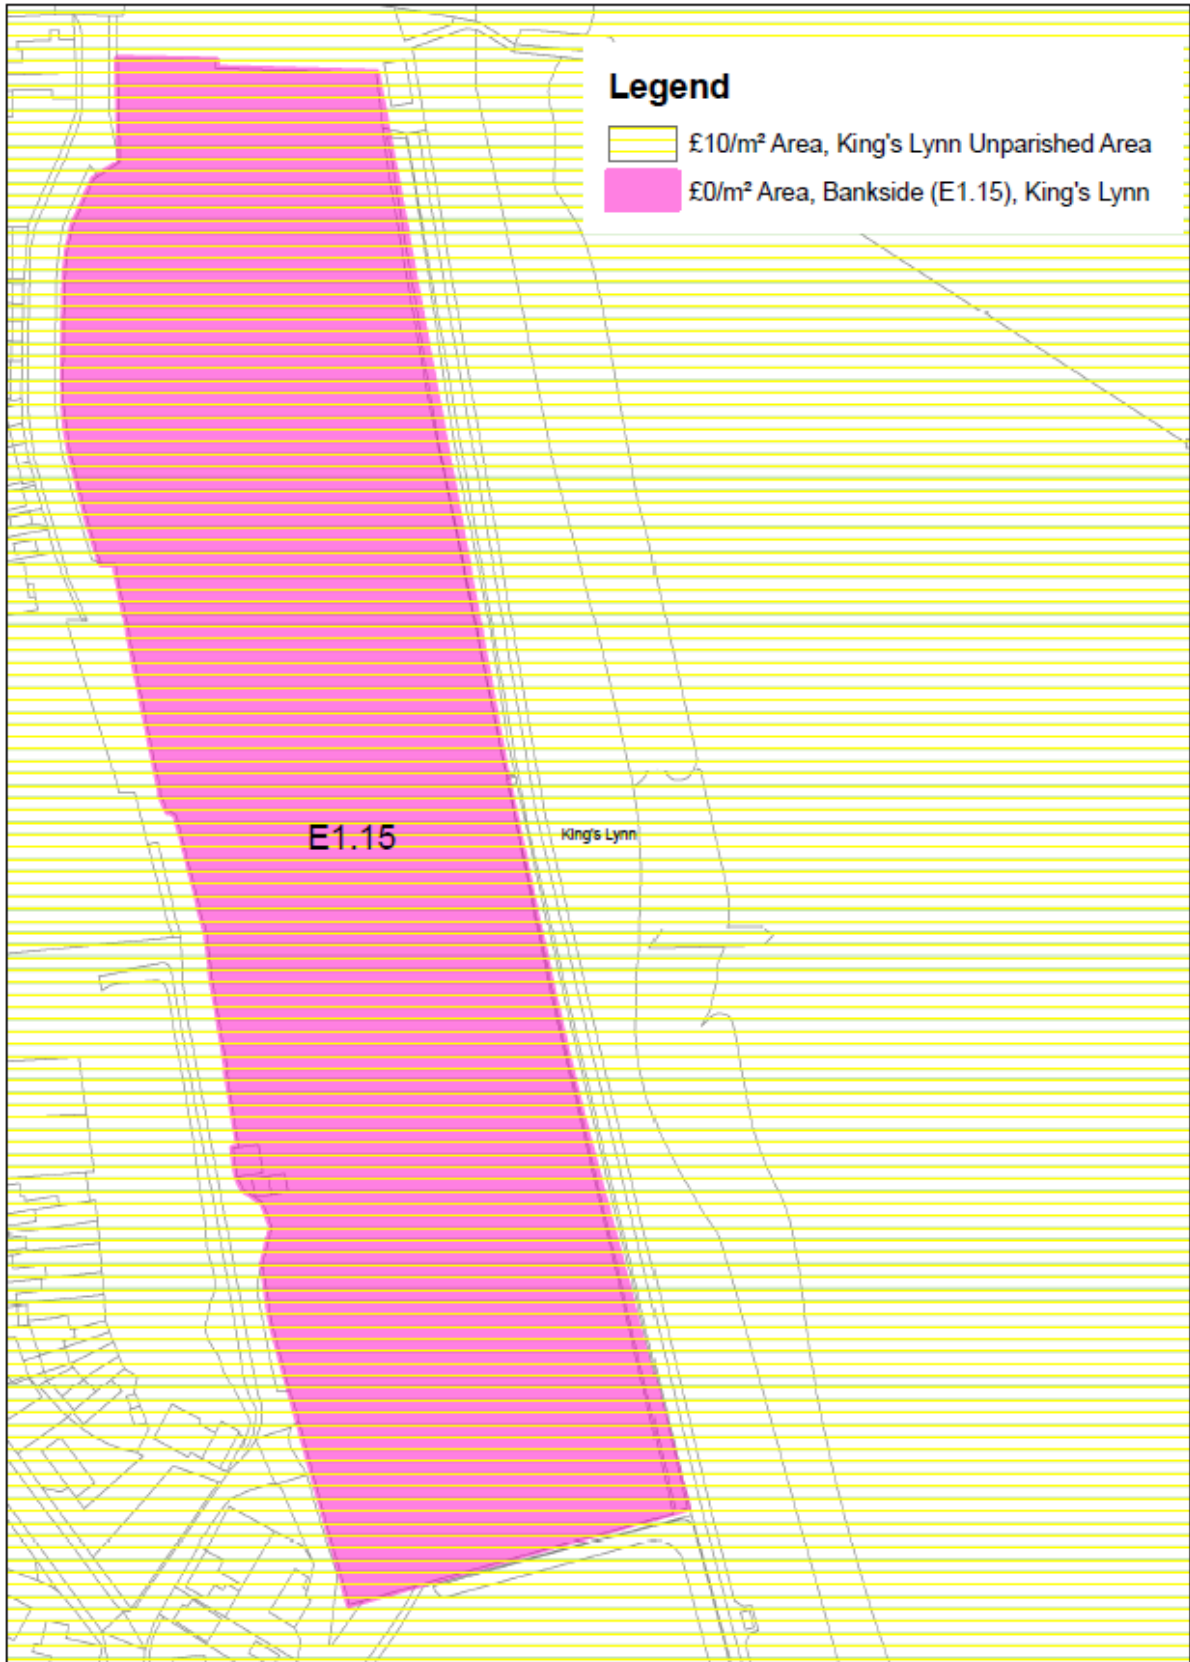 Legend
£10/m² Area, King's Lynn Unparished Area
£0/m² Area, Bankside (E1.15), King's Lynn
E1.15
King's Lynn